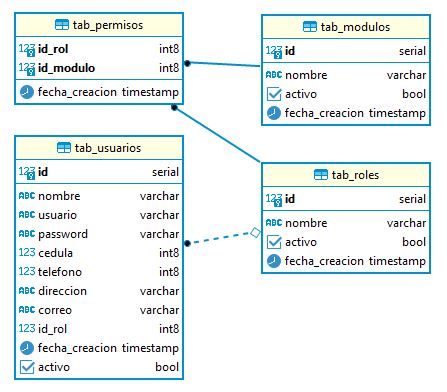 tab_permisos
123 id_rol int8
123 id_modulo int8
fecha_creacion timestamp
tab_modulos
123 id serial
ABC nombre varchar
activo bool
fecha_creacion timestamp
tab_usuarios
123 id serial
ABC nombre varchar
ABC usuario varchar
ABC password varchar
123 cedula int8
123 telefono int8
ABC direccion varchar
ABC correo varchar
123 id_rol int8
fecha_creacion timestamp
activo bool
tab_roles
123 id serial
ABC nombre varchar
activo bool
fecha_creacion timestamp